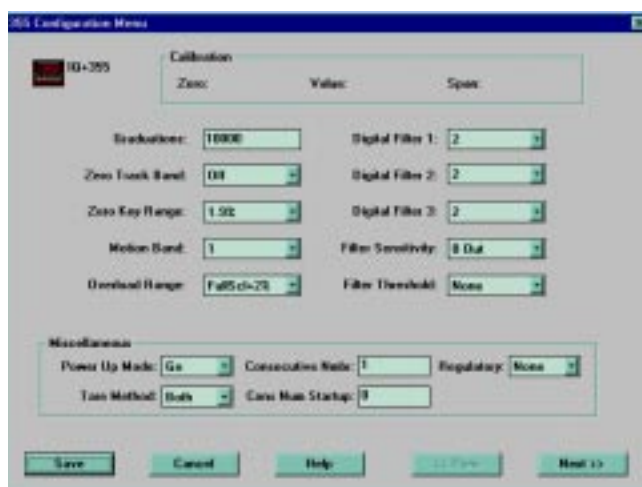 355 Configuration Menu
IQ+355
Calibration
Zero: Value: Span:
Graduations: 10000 Digital Filter 1: 2
Zero Track Band: Off Digital Filter 2: 2
Zero Key Range: 1.9% Digital Filter 3: 2
Motion Band: 1 Filter Sensitivity: 8 Out
Overload Range: FullScl+2% Filter Threshold: None
Miscellaneous
Power Up Mode: Go Consecutive Num: 1 Regulatory: None
Tare Method: Both Cons Num Startup: 0
Save Cancel Help << Prev Next >>